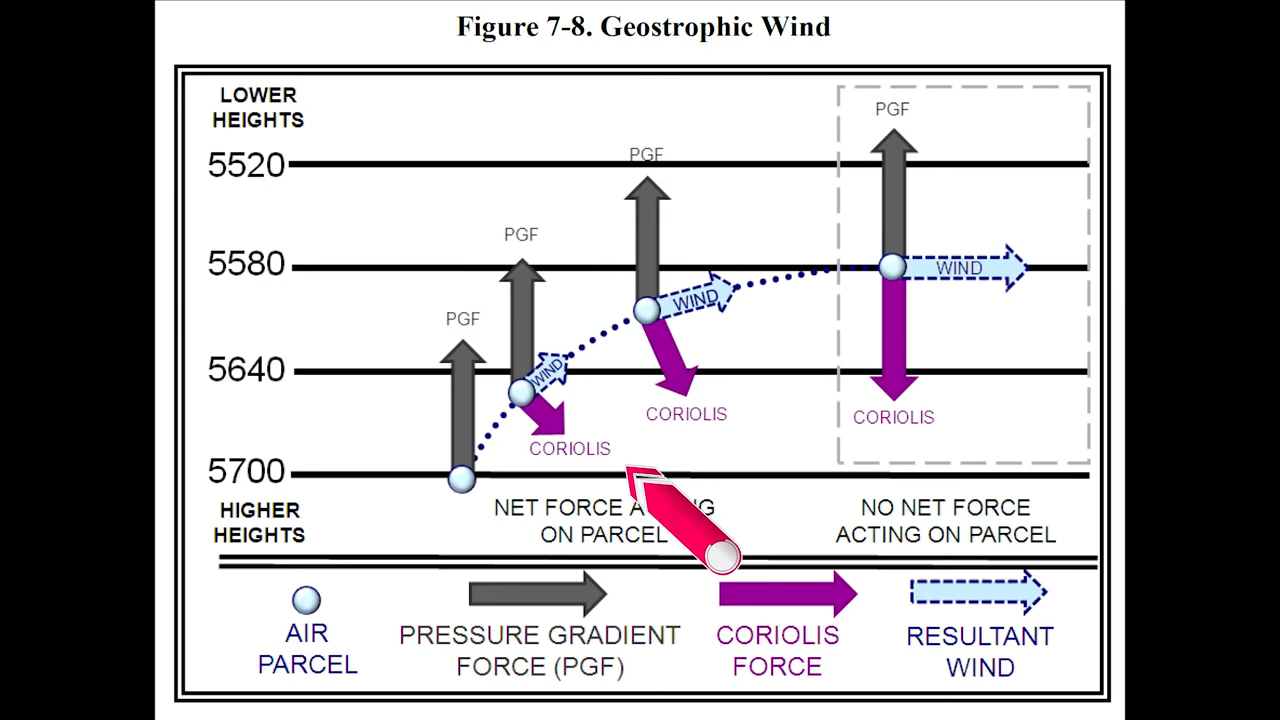 Figure 7-8. Geostrophic Wind
LOWER
HEIGHTS
PGF
5520
PGF
PGF
5580
WIND
WIND
PGF
5640
WIND
CORIOLIS
CORIOLIS
CORIOLIS
5700
HIGHER
HEIGHTS
NET FORCE
ON PARCEL
NO NET FORCE
ACTING ON PARCEL
AIR
PARCEL
PRESSURE GRADIENT
FORCE (PGF)
CORIOLIS
FORCE
RESULTANT
WIND